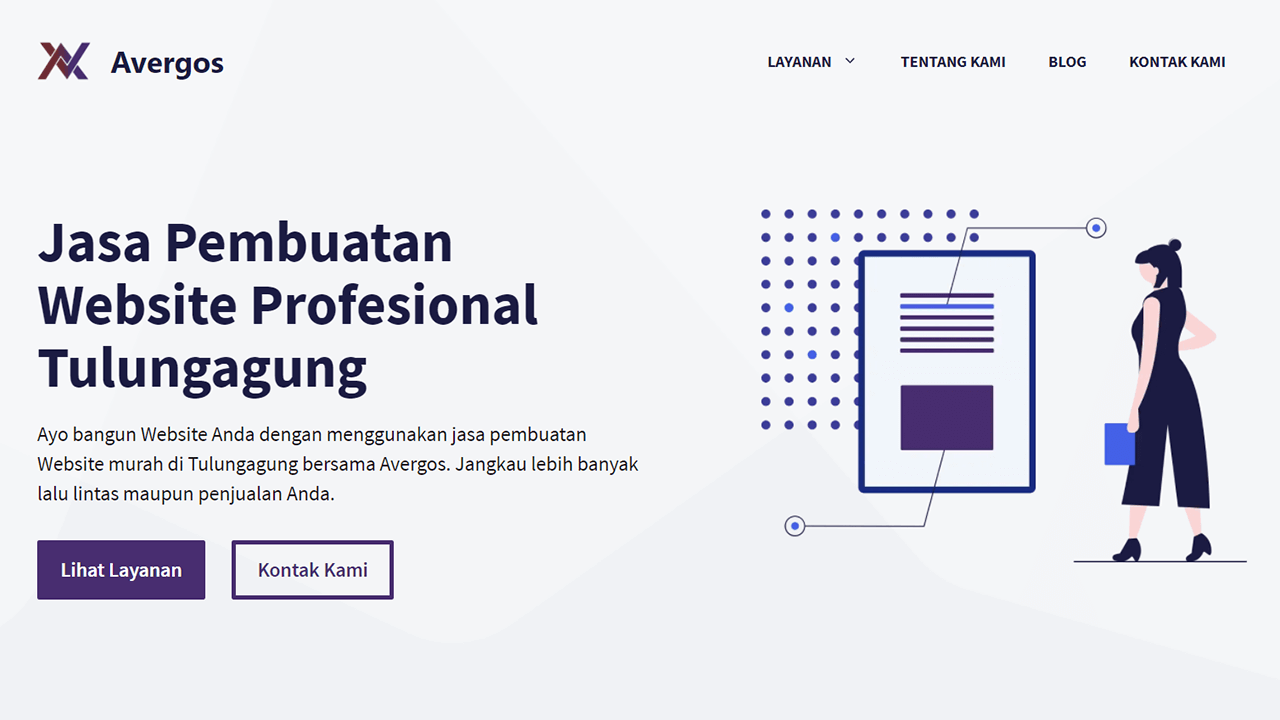 Avergos
LAYANAN
TENTANG KAMI
BLOG
KONTAK KAMI
Jasa Pembuatan
Website Profesional
Tulungagung
Ayo bangun Website Anda dengan menggunakan jasa pembuatan
Website murah di Tulungagung bersama Avergos. Jangkau lebih banyak
lalu lintas maupun penjualan Anda.
Lihat Layanan
Kontak Kami